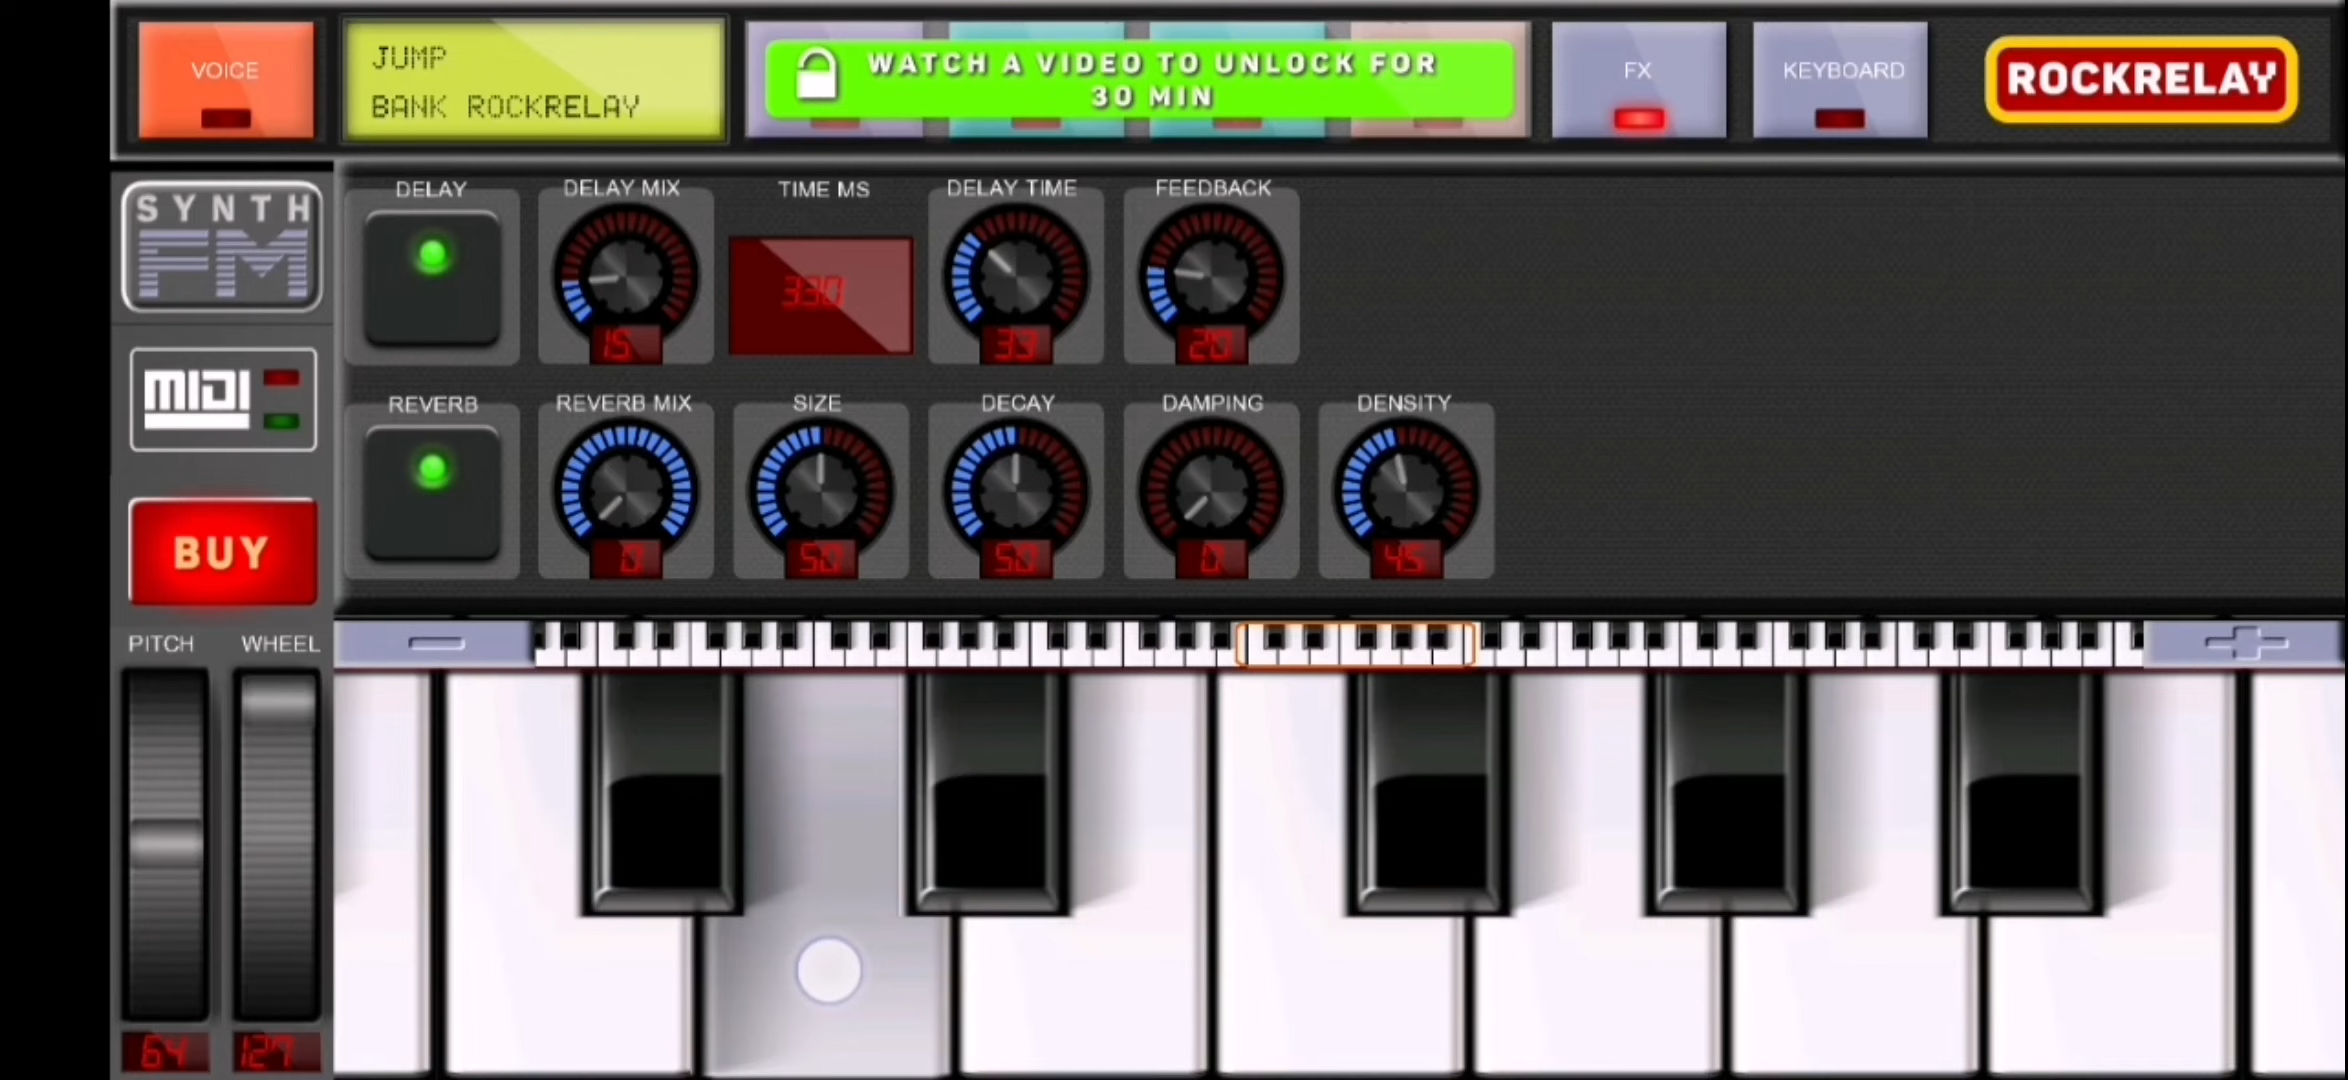 VOICE
JUMP
BANK ROCKRELAY
WATCH A VIDEO TO UNLOCK FOR
30 MIN
FX
KEYBOARD
ROCKRELAY
SYNTH
FM
MIDI
BUY
DELAY
DELAY MIX
TIME MS
DELAY TIME
FEEDBACK
330
15
33
20
REVERB
REVERB MIX
SIZE
DECAY
DAMPING
DENSITY
0
50
50
0
45
PITCH
WHEEL
64
127